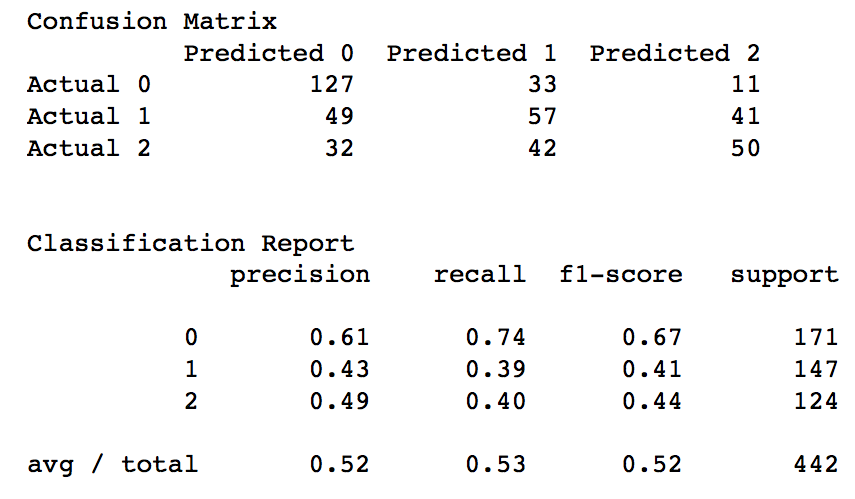 Confusion Matrix
Predicted 0 Predicted 1 Predicted 2
Actual 0 127 33 11
Actual 1 49 57 41
Actual 2 32 42 50
Classification Report
precision recall f1-score support
0 0.61 0.74 0.67 171
1 0.43 0.39 0.41 147
2 0.49 0.40 0.44 124
avg / total 0.52 0.53 0.52 442